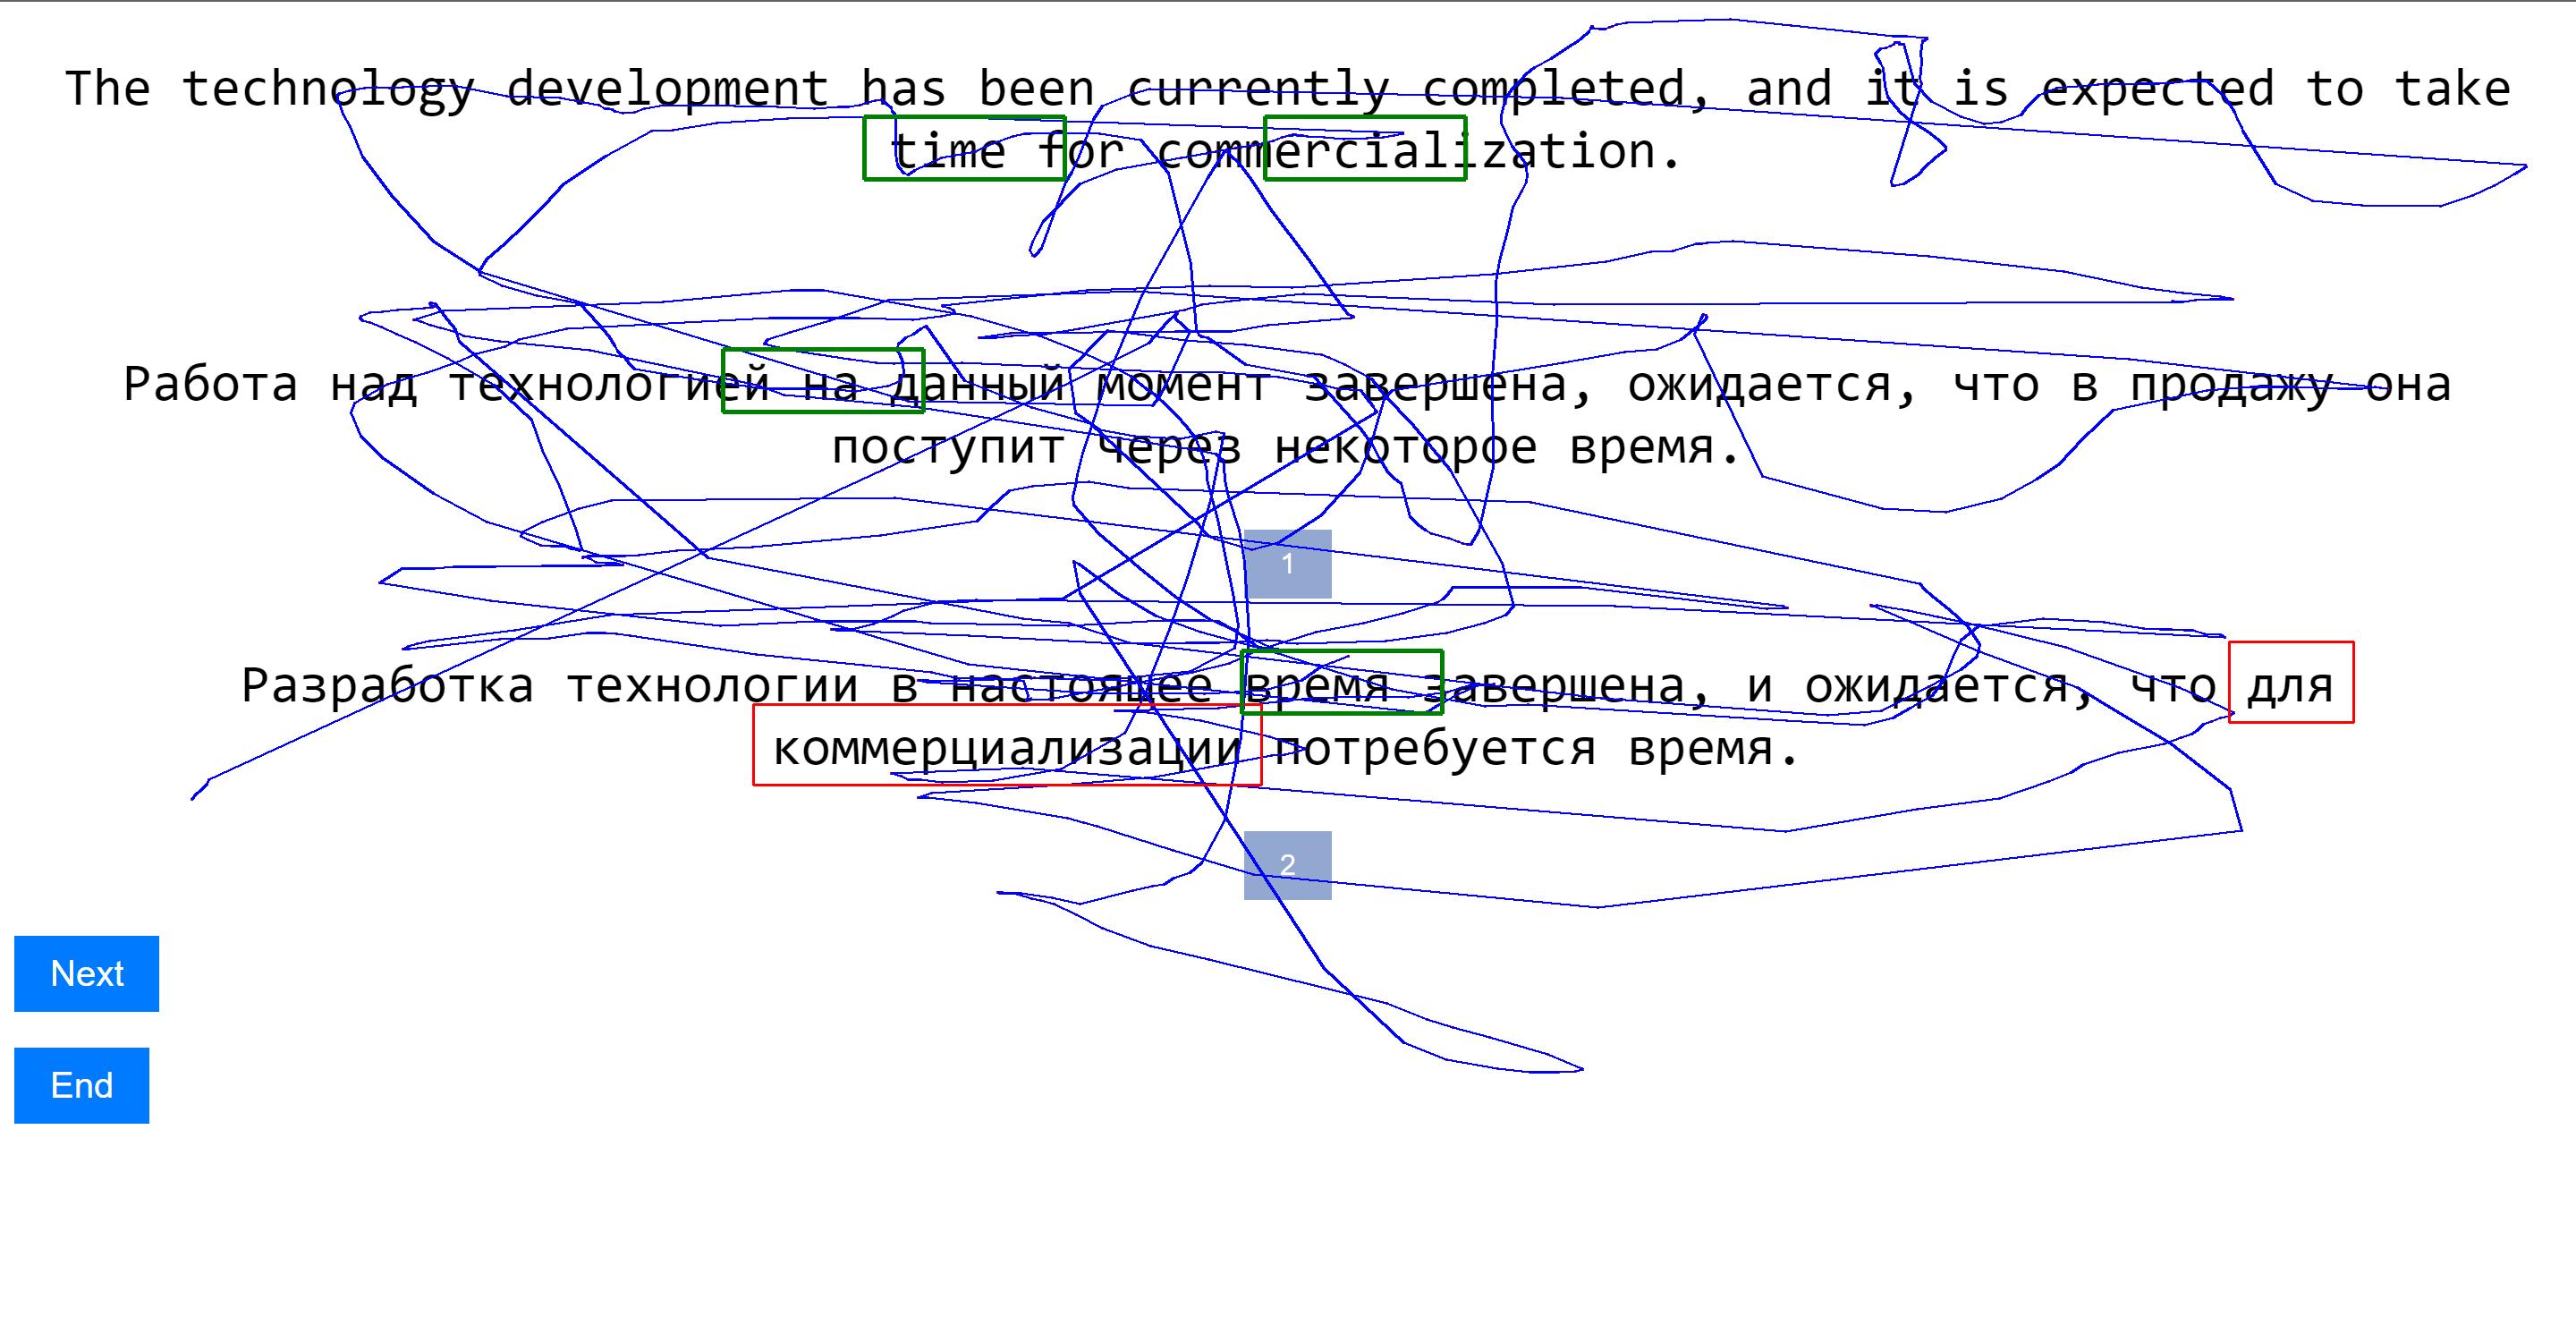 The technology development has been currently completed, and it is expected to take
time for commercialization.
Работа над технологией на данный момент завершена, ожидается, что в продажу она
поступит через некоторое время.
1
Разработка технологии в настоящее время завершена, и ожидается, что для
коммерциализации потребуется время.
2
Next
End